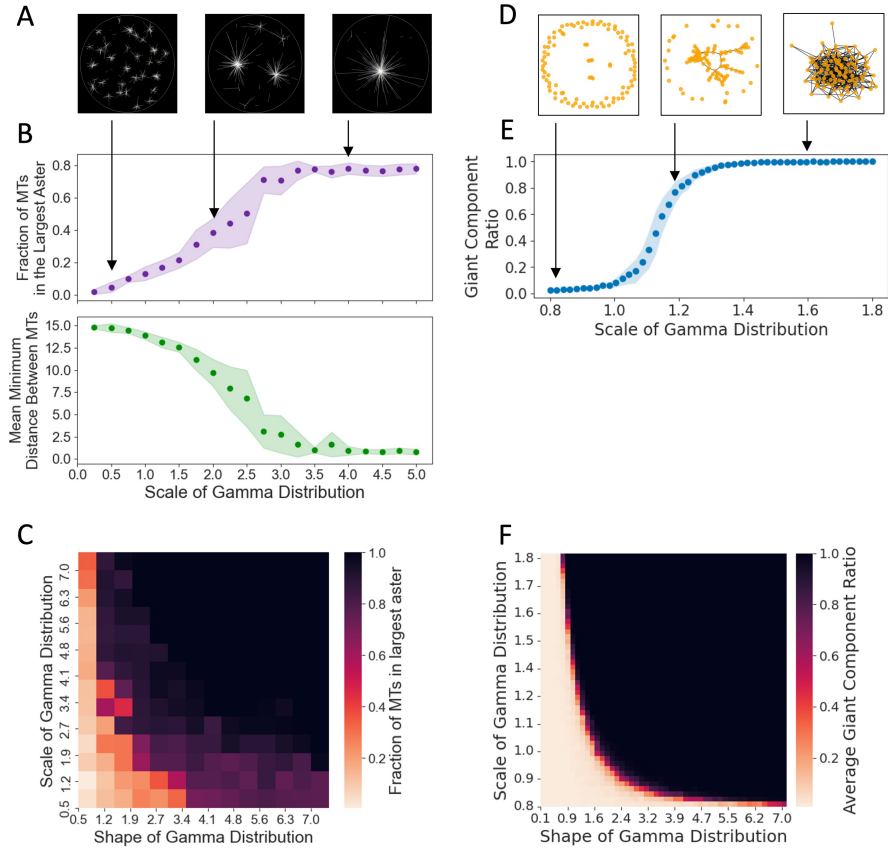 A
B
Fraction of MTs
in the Largest Aster
0.8
0.6
0.4
0.2
0.0
Mean Minimum
Distance Between MTs
15.0
12.5
10.0
7.5
5.0
2.5
0.0
0.0 0.5 1.0 1.5 2.0 2.5 3.0 3.5 4.0 4.5 5.0
Scale of Gamma Distribution
C
Scale of Gamma Distribution
7.0
6.3
5.6
4.8
4.1
3.4
2.7
1.9
1.2
0.5
0.5 1.2 1.9 2.7 3.4 4.1 4.8 5.5 6.3 7.0
Shape of Gamma Distribution
1.0
0.8
0.6
0.4
0.2
Fraction of MTs in largest aster
D
E
Giant Component
Ratio
1.0
0.8
0.6
0.4
0.2
0.0
0.8 1.0 1.2 1.4 1.6 1.8
Scale of Gamma Distribution
F
Scale of Gamma Distribution
1.8
1.7
1.6
1.5
1.4
1.2
1.1
1.0
0.9
0.8
0.1 0.9 1.6 2.4 3.2 3.9 4.7 5.5 6.2 7.1
Shape of Gamma Distribution
1.0
0.8
0.6
0.4
0.2
Average Giant Component Ratio